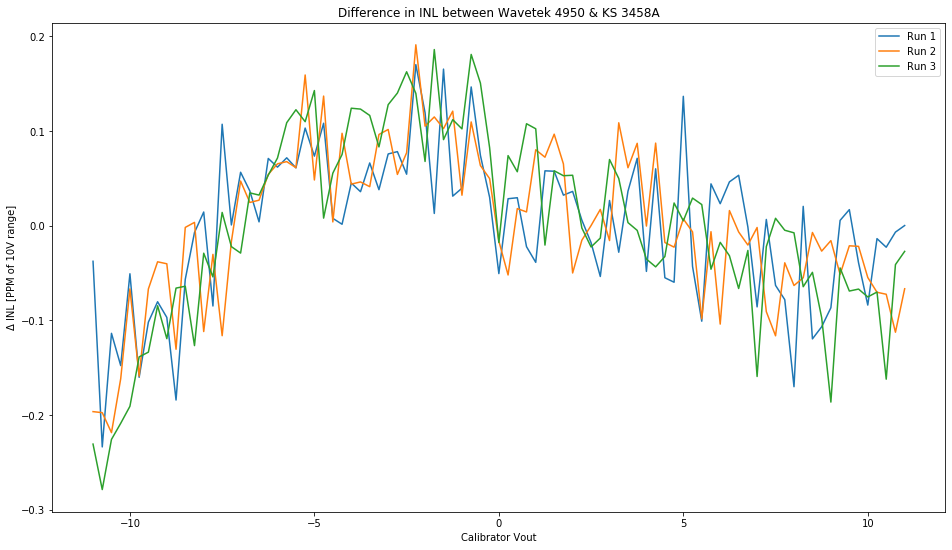 Difference in INL between Wavetek 4950 & KS 3458A
Run 1
Run 2
Run 3
Δ INL [PPM of 10V range]
0.2
0.1
0.0
−0.1
−0.2
−0.3
−10
−5
0
5
10
Calibrator Vout